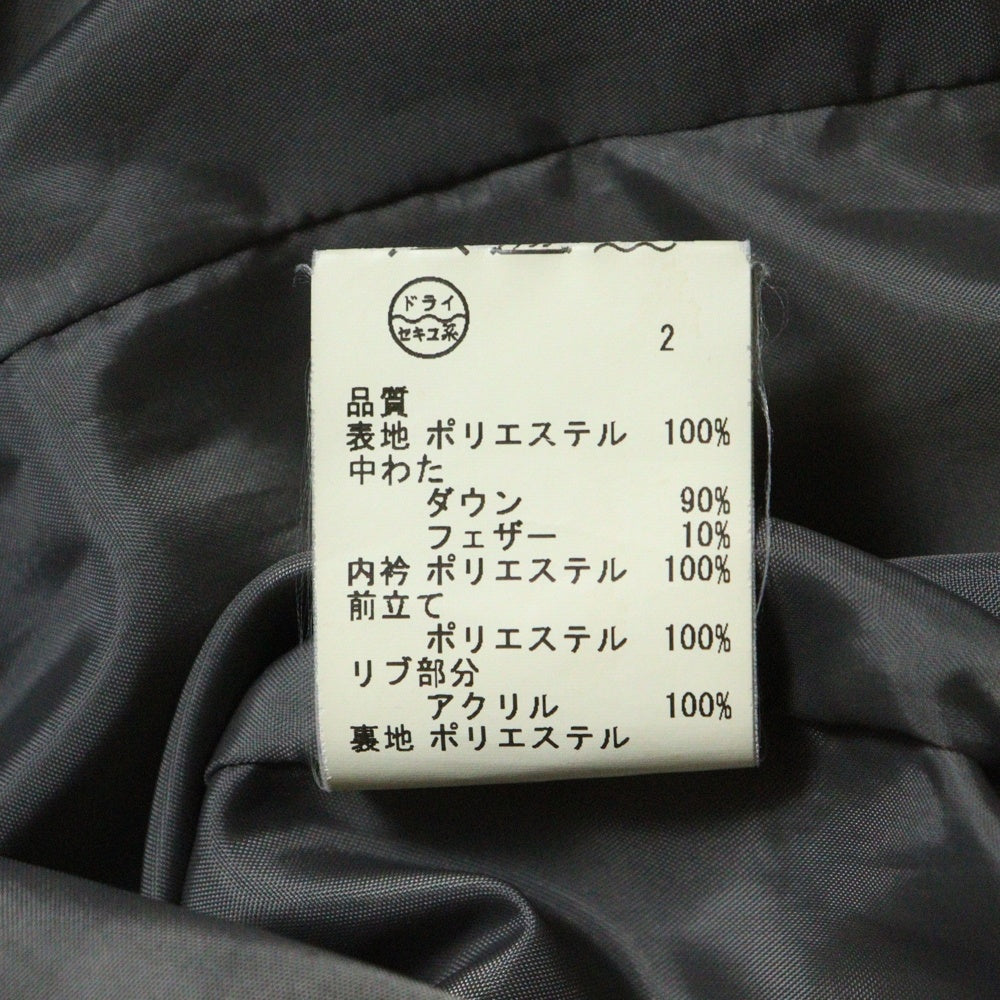 ドライ
セキユ系
2
品質
表地 ポリエステル 100%
中わた
ダウン 90%
フェザー 10%
内衿 ポリエステル 100%
前立て
ポリエステル 100%
リブ部分
アクリル 100%
裏地 ポリエステル